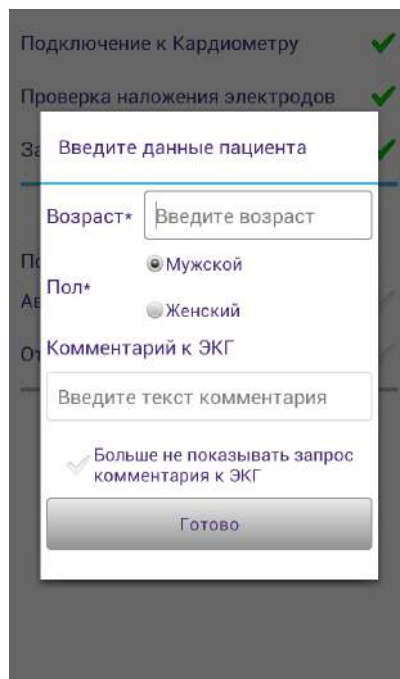 Подключение к Кардиометру
Проверка наложения электродов
За
Введите данные пациента
Возраст*
Введите возраст
Мужской
Пол*
Женский
Комментарий к ЭКГ
Введите текст комментария
Больше не показывать запрос
комментария к ЭКГ
Готово